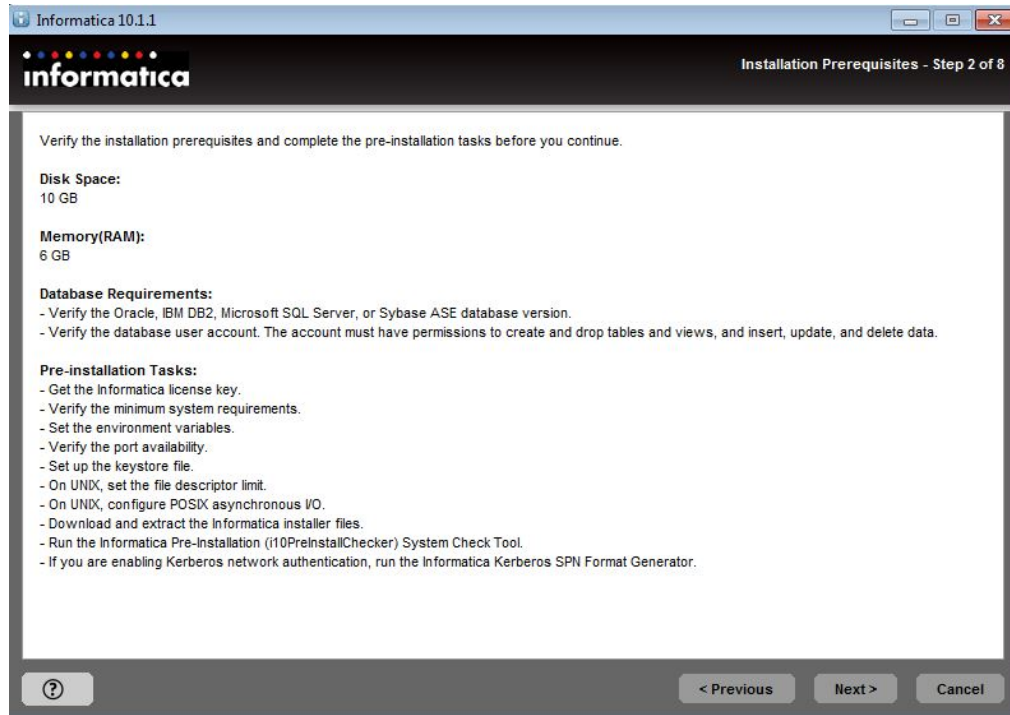 Informatica 10.1.1
informatica
Installation Prerequisites - Step 2 of 8
Verify the installation prerequisites and complete the pre-installation tasks before you continue.
Disk Space:
10 GB
Memory(RAM):
6 GB
Database Requirements:
- Verify the Oracle, IBM DB2, Microsoft SQL Server, or Sybase ASE database version.
- Verify the database user account. The account must have permissions to create and drop tables and views, and insert, update, and delete data.
Pre-installation Tasks:
- Get the Informatica license key.
- Verify the minimum system requirements.
- Set the environment variables.
- Verify the port availability.
- Set up the keystore file.
- On UNIX, set the file descriptor limit.
- On UNIX, configure POSIX asynchronous I/O.
- Download and extract the Informatica installer files.
- Run the Informatica Pre-Installation (i10PreInstallChecker) System Check Tool.
- If you are enabling Kerberos network authentication, run the Informatica Kerberos SPN Format Generator.
?
< Previous
Next >
Cancel